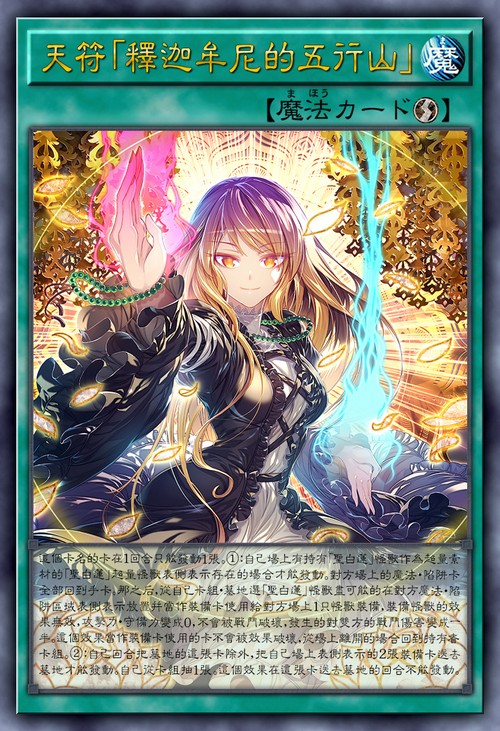 天符「釋迦牟尼的五行山」
魔
まほう
【魔法カード】
這個卡名的卡在1回合只能發動1張。①:自己場上有持有「聖白蓮」怪獸作為超量素
材的「聖白蓮」超量怪獸表側表示存在的場合才能發動。對方場上的魔法・陷阱卡
全部回到手卡,那之後,從自己卡組・墓地選「聖白蓮」怪獸盡可能的在對方魔法・陷
阱區域表側表示放置并當作裝備卡使用給對方場上1只怪獸裝備,裝備怪獸的效
果無效,攻擊力・守備力變成0,不會被戰鬥破壞,發生的對雙方的戰鬥傷害變成一
半。這個效果當作裝備卡使用的卡不會被效果破壞,從場上離開的場合回到持有者
卡組。②:自己回合把墓地的這張卡除外,把自己場上表側表示的2張裝備卡送去
墓地才能發動。自己從卡組抽1張。這個效果在這張卡送去墓地的回合不能發動。